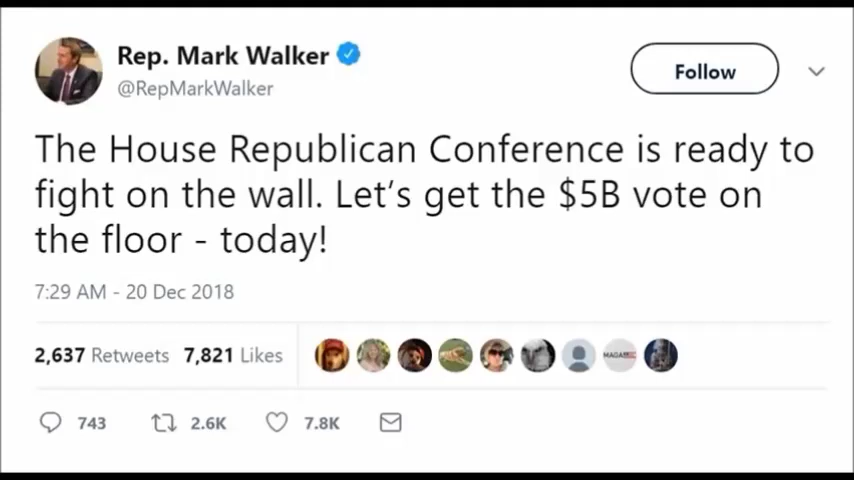 Rep. Mark Walker
@RepMarkWalker
Follow
The House Republican Conference is ready to
fight on the wall. Let’s get the $5B vote on
the floor - today!
7:29 AM - 20 Dec 2018
2,637 Retweets 7,821 Likes
MAGA
743 2.6K 7.8K